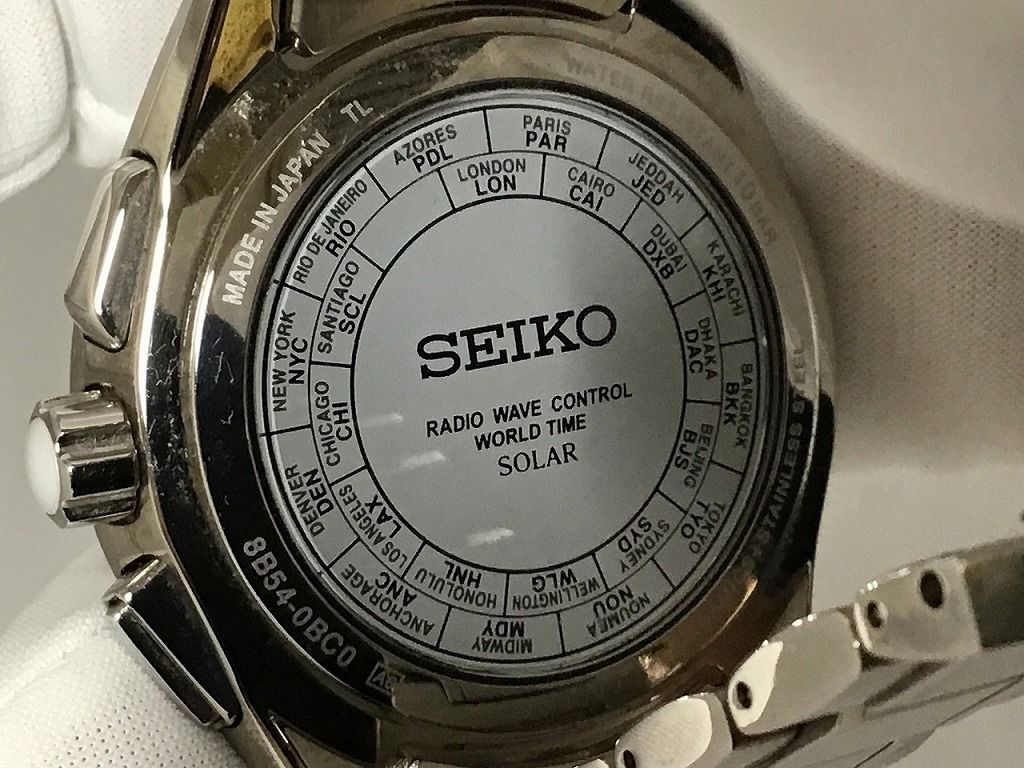 MADE IN JAPAN TL
WATER RESISTANT 10BAR
STAINLESS STEEL
8B54-0BC0
SEIKO
RADIO WAVE CONTROL
WORLD TIME
SOLAR
LONDON
LON
PARIS
PAR
CAIRO
CAI
JEDDAH
JED
DUBAI
DXB
KARACHI
KHI
DHAKA
DAC
BANGKOK
BKK
BEIJING
BJS
TOKYO
TYO
SYDNEY
SYD
NOUMEA
NOU
WELLINGTON
WLG
MIDWAY
MDY
HONOLULU
HNL
ANCHORAGE
ANC
LOS ANGELES
LAX
DENVER
DEN
CHICAGO
CHI
NEW YORK
NYC
SANTIAGO
SCL
RIO DE JANEIRO
RIO
AZORES
PDL